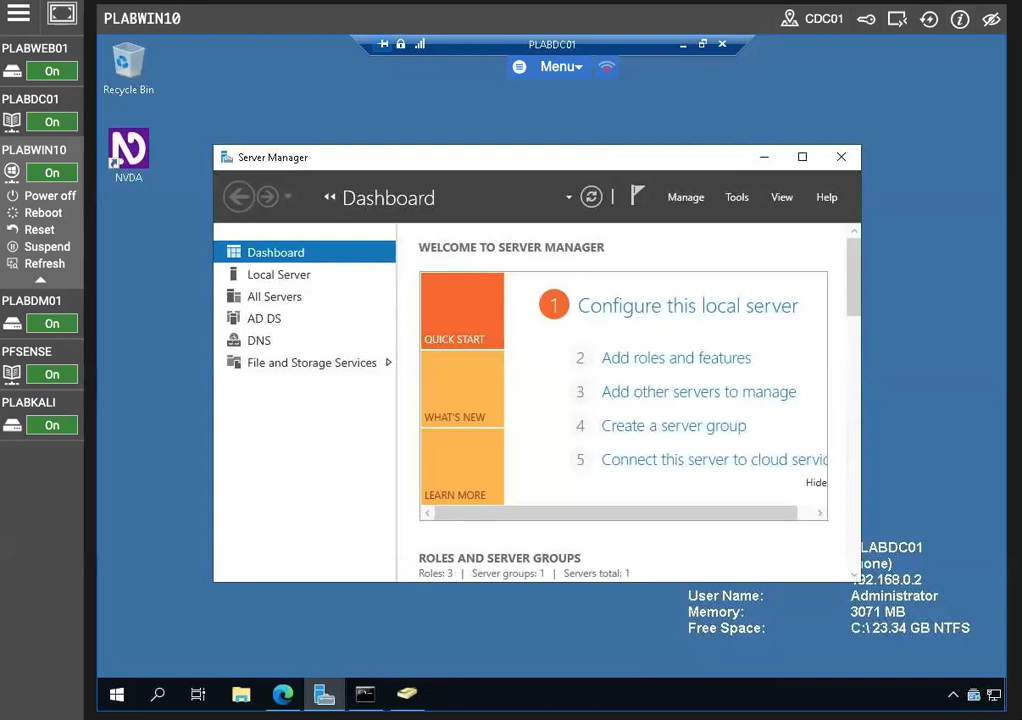 PLABWIN10
CDC01
PLABWEB01
On
PLABDC01
On
PLABWIN10
On
Power off
Reboot
Reset
Suspend
Refresh
PLABDM01
On
PFSENSE
On
PLABKALI
On
PLABDC01
Menu
Recycle Bin
NVDA
Server Manager
Dashboard
Manage
Tools
View
Help
Dashboard
Local Server
All Servers
AD DS
DNS
File and Storage Services
WELCOME TO SERVER MANAGER
QUICK START
WHAT'S NEW
LEARN MORE
1 Configure this local server
2 Add roles and features
3 Add other servers to manage
4 Create a server group
5 Connect this server to cloud servic
Hide
ROLES AND SERVER GROUPS
Roles: 3 | Server groups: 1 | Servers total: 1
LABDC01
one)
192.168.0.2
User Name: Administrator
Memory: 3071 MB
Free Space: C:\ 23.34 GB NTFS